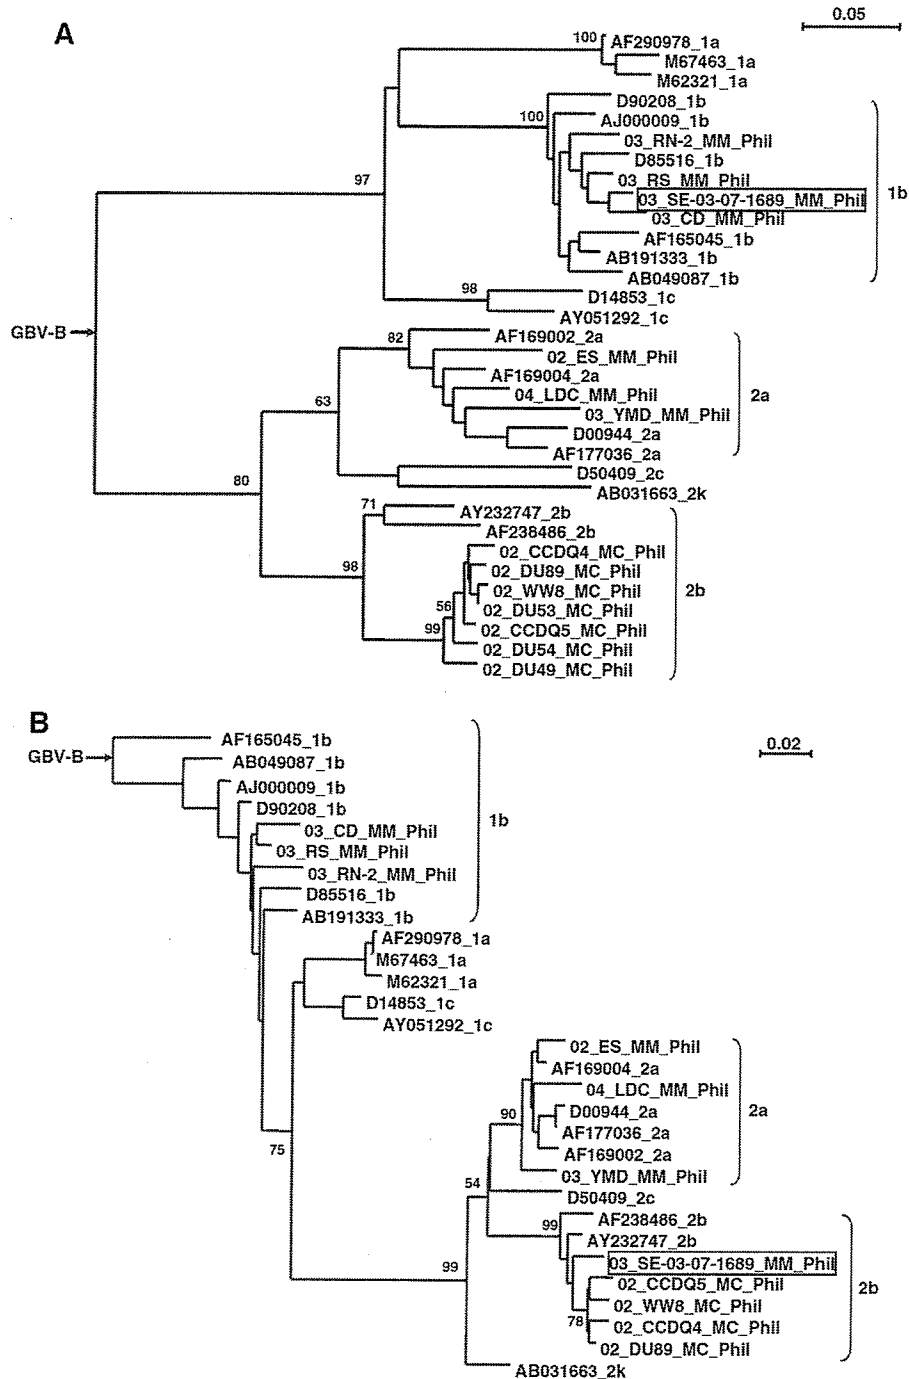 A
0.05
100
AF290978_1a
M67463_1a
M62321_1a
D90208_1b
100
AJ000009_1b
03_RN-2_MM_Phil
D85516_1b
97
03_RS_MM_Phil
03_SE-03-07-1689_MM_Phil
1b
03_CD_MM_Phil
AF165045_1b
AB191333_1b
AB049087_1b
98
D14853_1c
AY051292_1c
GBV-B
82
AF169002_2a
02_ES_MM_Phil
AF169004_2a
04_LDC_MM_Phil
2a
63
03_YMD_MM_Phil
D00944_2a
AF177036_2a
D50409_2c
80
AB031663_2k
71
AY232747_2b
AF238486_2b
02_CCDQ4_MC_Phil
98
02_DU89_MC_Phil
02_WW8_MC_Phil
2b
56
02_DU53_MC_Phil
99
02_CCDQ5_MC_Phil
02_DU54_MC_Phil
02_DU49_MC_Phil
B
0.02
GBV-B
AF165045_1b
AB049087_1b
AJ000009_1b
D90208_1b
1b
03_CD_MM_Phil
03_RS_MM_Phil
03_RN-2_MM_Phil
D85516_1b
AB191333_1b
AF290978_1a
M67463_1a
M62321_1a
D14853_1c
AY051292_1c
02_ES_MM_Phil
AF169004_2a
04_LDC_MM_Phil
90
D00944_2a
2a
AF177036_2a
75
AF169002_2a
03_YMD_MM_Phil
54
D50409_2c
99
AF238486_2b
AY232747_2b
99
03_SE-03-07-1689_MM_Phil
02_CCDQ5_MC_Phil
2b
02_WW8_MC_Phil
78
02_CCDQ4_MC_Phil
02_DU89_MC_Phil
AB031663_2k